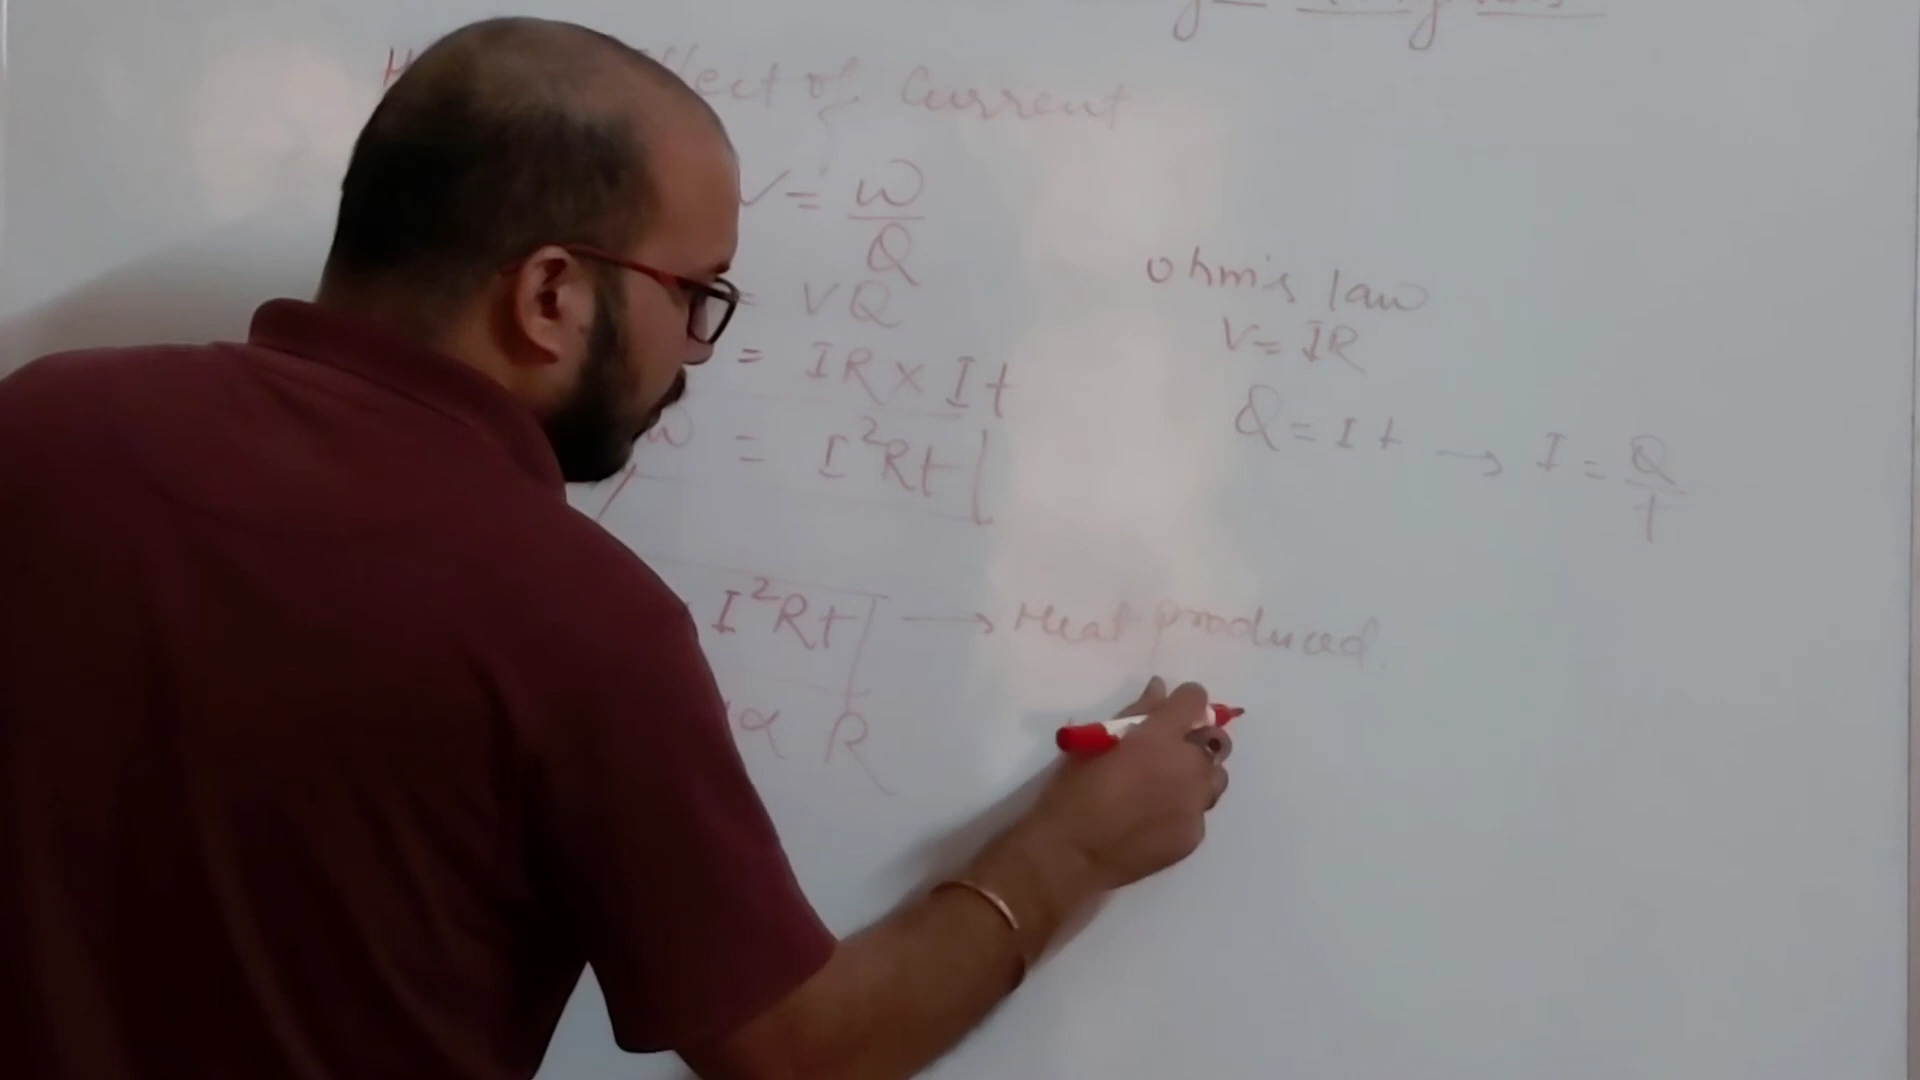 ect of Current
V = w
Q
= VQ
= IR × It
w = I²Rt
I²Rt → Heat produced
∝ R
ohm's law
V = IR
Q = It → I = Q
t